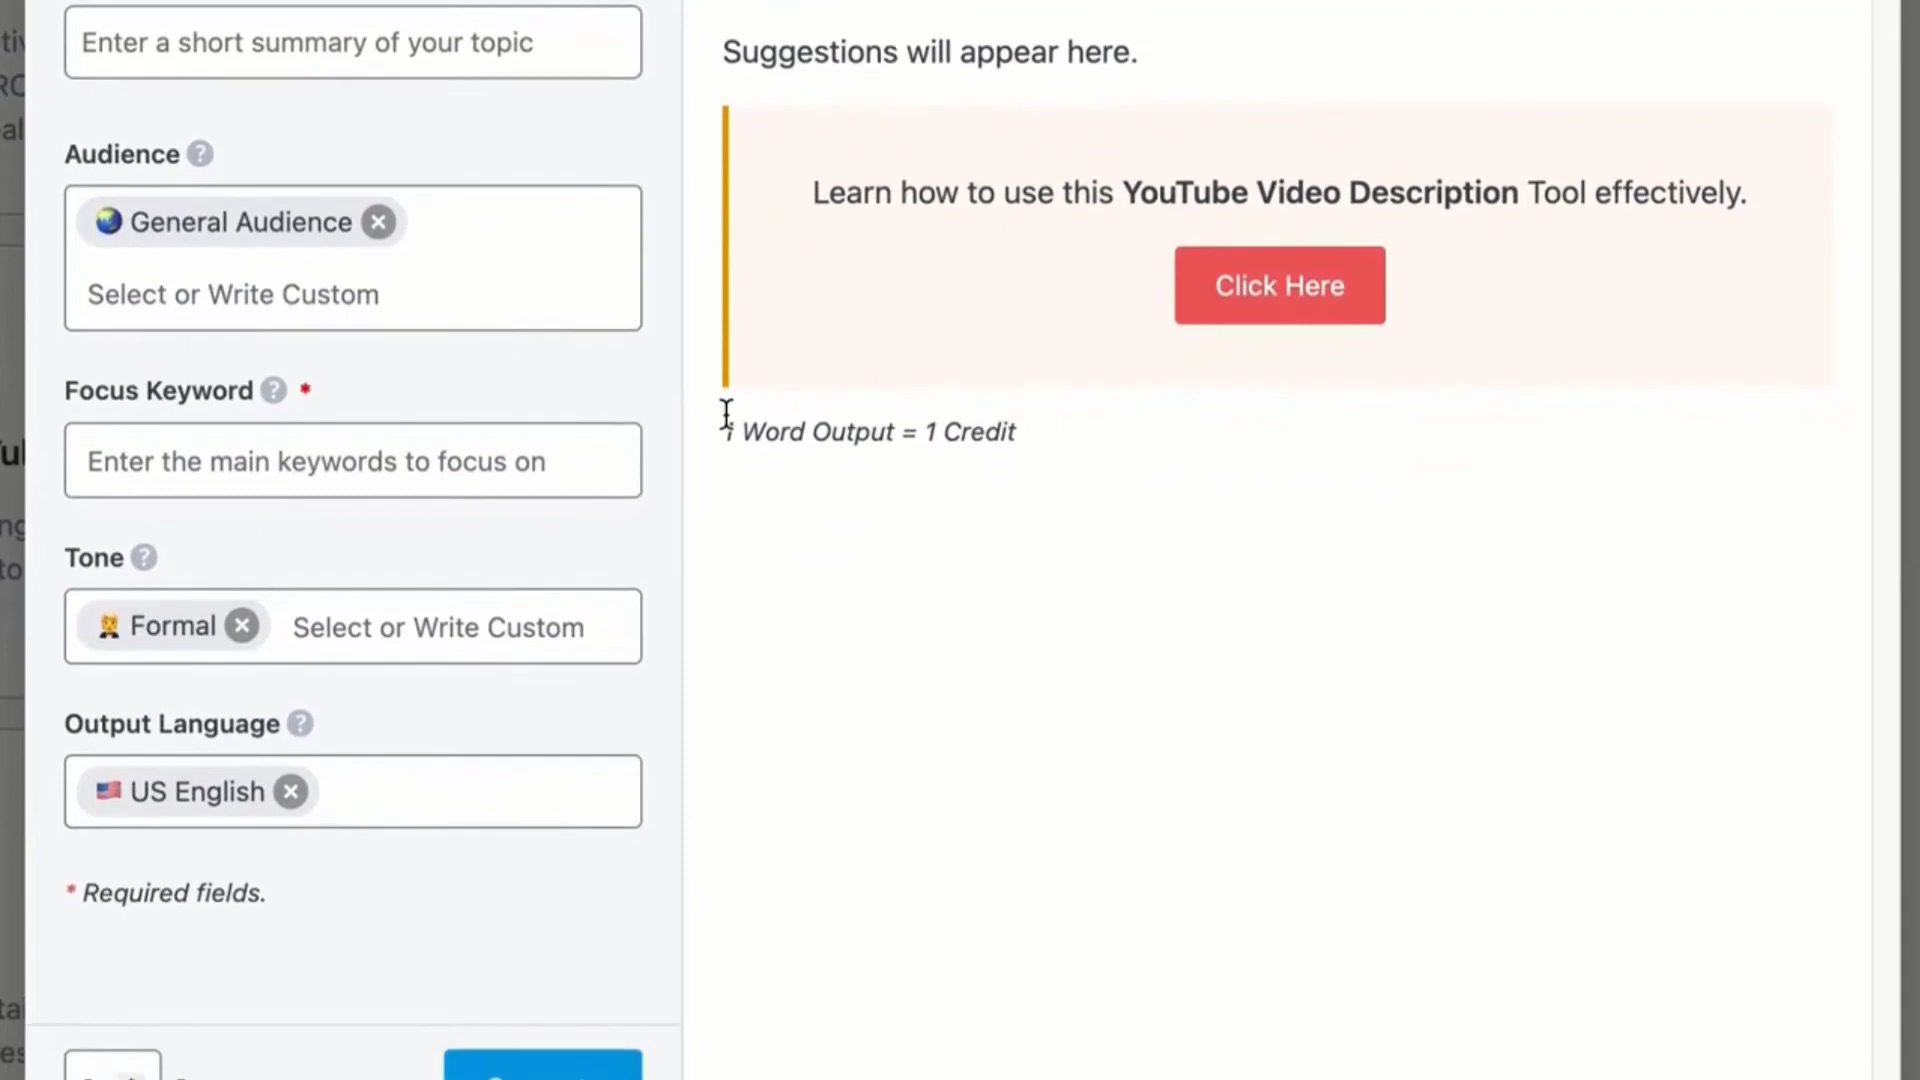 Enter a short summary of your topic
Audience ?
General Audience
Select or Write Custom
Focus Keyword ? *
Enter the main keywords to focus on
Tone ?
Formal Select or Write Custom
Output Language ?
US English
* Required fields.
Suggestions will appear here.
Learn how to use this YouTube Video Description Tool effectively.
Click Here
1 Word Output = 1 Credit